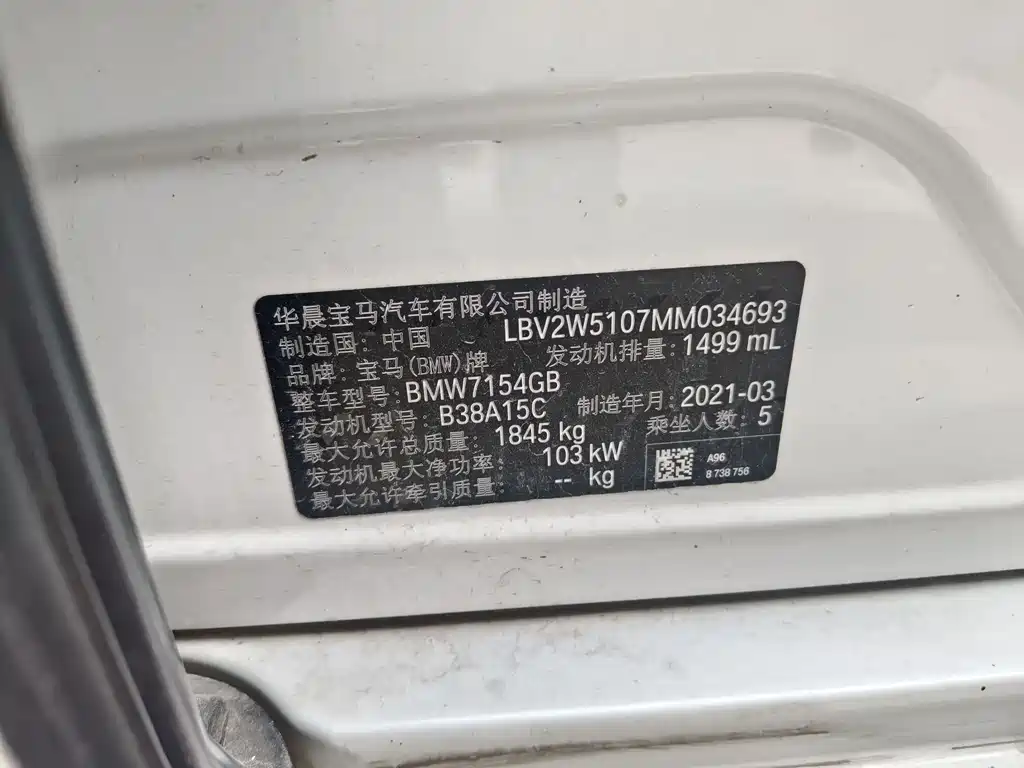 华晨宝马汽车有限公司制造
制造国: 中国 LBV2W5107MM034693
品牌: 宝马(BMW)牌 发动机排量: 1499 mL
整车型号: BMW7154GB
发动机型号: B38A15C 制造年月: 2021-03
最大允许总质量: 1845 kg 乘坐人数: 5
发动机最大净功率: 103 kW
最大允许牵引质量: -- kg
A96
8 738 756